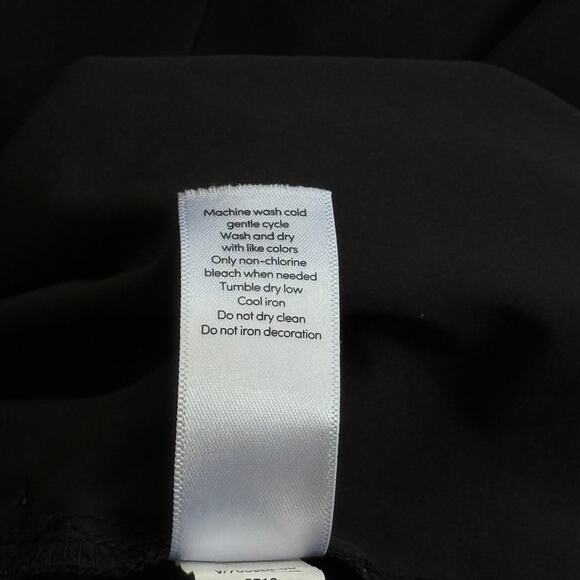 Machine wash cold
gentle cycle
Wash and dry
with like colors
Only non-chlorine
bleach when needed
Tumble dry low
Cool iron
Do not dry clean
Do not iron decoration